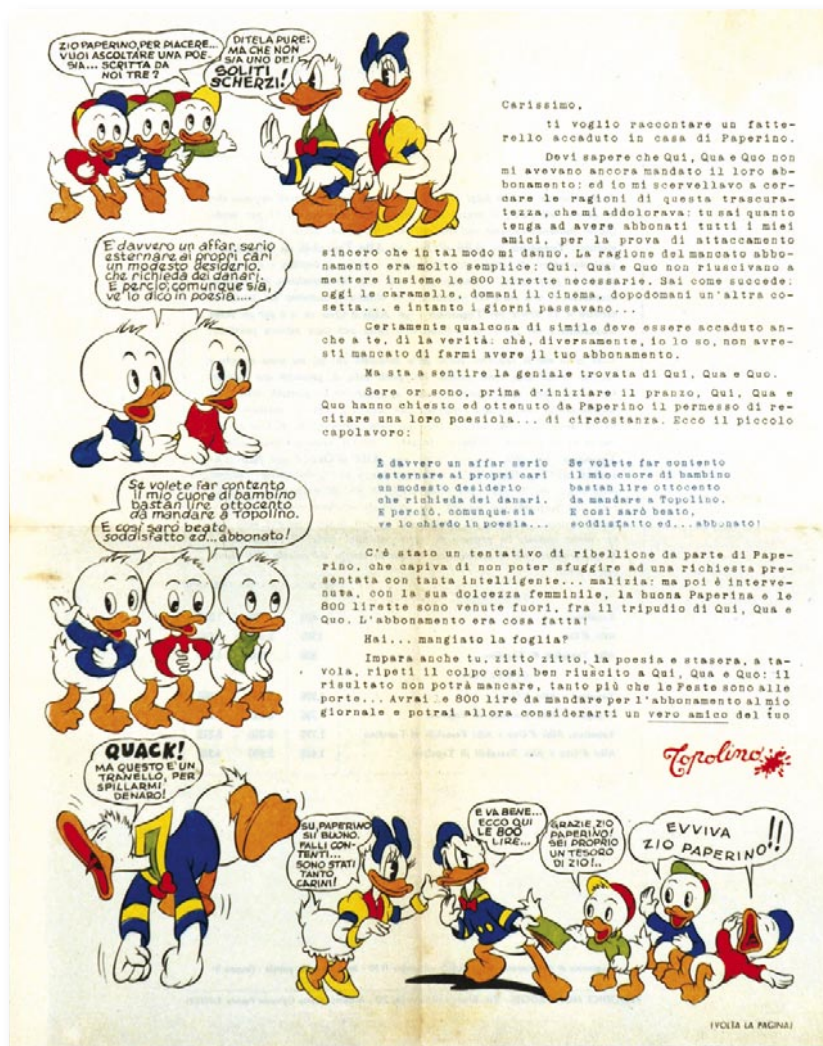 ZIO PAPERINO, PER PIACERE...
VUOI ASCOLTARE UNA POE-
SIA... SCRITTA DA
NOI TRE?
DITELA PURE:
MA CHE NON
SIA UNO DEI
SOLITI
SCHERZI!
Carissimo,
ti voglio raccontare un fatte-
rello accaduto in casa di Paperino.
Devi sapere che Qui, Qua e Quo non
mi avevano ancora mandato il loro ab-
bonamento: ed io mi scervellavo a cer-
care le ragioni di questa trascura-
tezza, che mi addolorava: tu sai quanto
tenga ad avere abbonati tutti i miei
amici, per la prova di attaccamento
sincero che in tal modo mi danno. La ragione del mancato abbo-
namento era molto semplice: Qui, Qua e Quo non riuscivano a
mettere insieme le 800 lirette necessarie. Sai come succede:
oggi le caramelle, domani il cinema, dopodomani un'altra co-
setta... e intanto i giorni passavano...
Certamente qualcosa di simile deve essere accaduto an-
che a te, di la verità: chè, diversamente, io lo so, non avre-
sti mancato di farmi avere il tuo abbonamento.
Ma sta a sentire la geniale trovata di Qui, Qua e Quo.
Sere or sono, prima d'iniziare il pranzo, Qui, Qua e
Quo hanno chiesto ed ottenuto da Paperino il permesso di re-
citare una loro poesiola... di circostanza. Ecco il piccolo
capolavoro:
È davvero un affar serio
esternare ai propri cari
un modesto desiderio
che richieda dei danari.
E perciò, comunque sia
ve lo chiedo in poesia...
Se volete far contento
il mio cuore di bambino
bastan lire ottocento
da mandare a Topolino.
E così sarò beato,
soddisfatto ed...abbonato!
C'è stato un tentativo di ribellione da parte di Pape-
rino, che capiva di non poter sfuggire ad una richiesta pre-
sentata con tanta intelligente... malizia: ma poi è interve-
nuta, con la sua dolcezza femminile, la buona Paperina e le
800 lirette sono venute fuori, fra il tripudio di Qui, Qua e
Quo. L'abbonamento era cosa fatta!
Hai... mangiato la foglia?
Impara anche tu, zitto zitto, la poesia e stasera, a ta-
vola, ripeti il colpo così ben riuscito a Qui, Qua e Quo: il
risultato non potrà mancare, tanto più che le Feste sono alle
porte... Avrai le 800 lire da mandare per l'abbonamento al mio
giornale e potrai allora considerarti un vero amico del tuo
Topolino
E davvero un affar, serio
esternare ai propri cari
un modesto desiderio,
che richieda dei danari.
E perciò, comunque sia,
ve'lo dico in poesia....
Se volete far contento
il mio cuore di bambino
bastan lire ottocento
da mandare a Topolino.
E così sarò beato,
soddisfatto ed...abbonato!
QUACK!
MA QUESTO E' UN
TRANELLO, PER
SPILLARMI
DENARO!
SU, PAPERINO
SII BUONO.
FALLI CON-
TENTI...
SONO STATI
TANTO
CARINI!
E VA BENE...
ECCO QUI
LE 800
LIRE...
GRAZIE, ZIO
PAPERINO!
SEI PROPRIO
UN TESORO
DI ZIO!..
EVVIVA
ZIO PAPERINO!!
(VOLTA LA PAGINA)